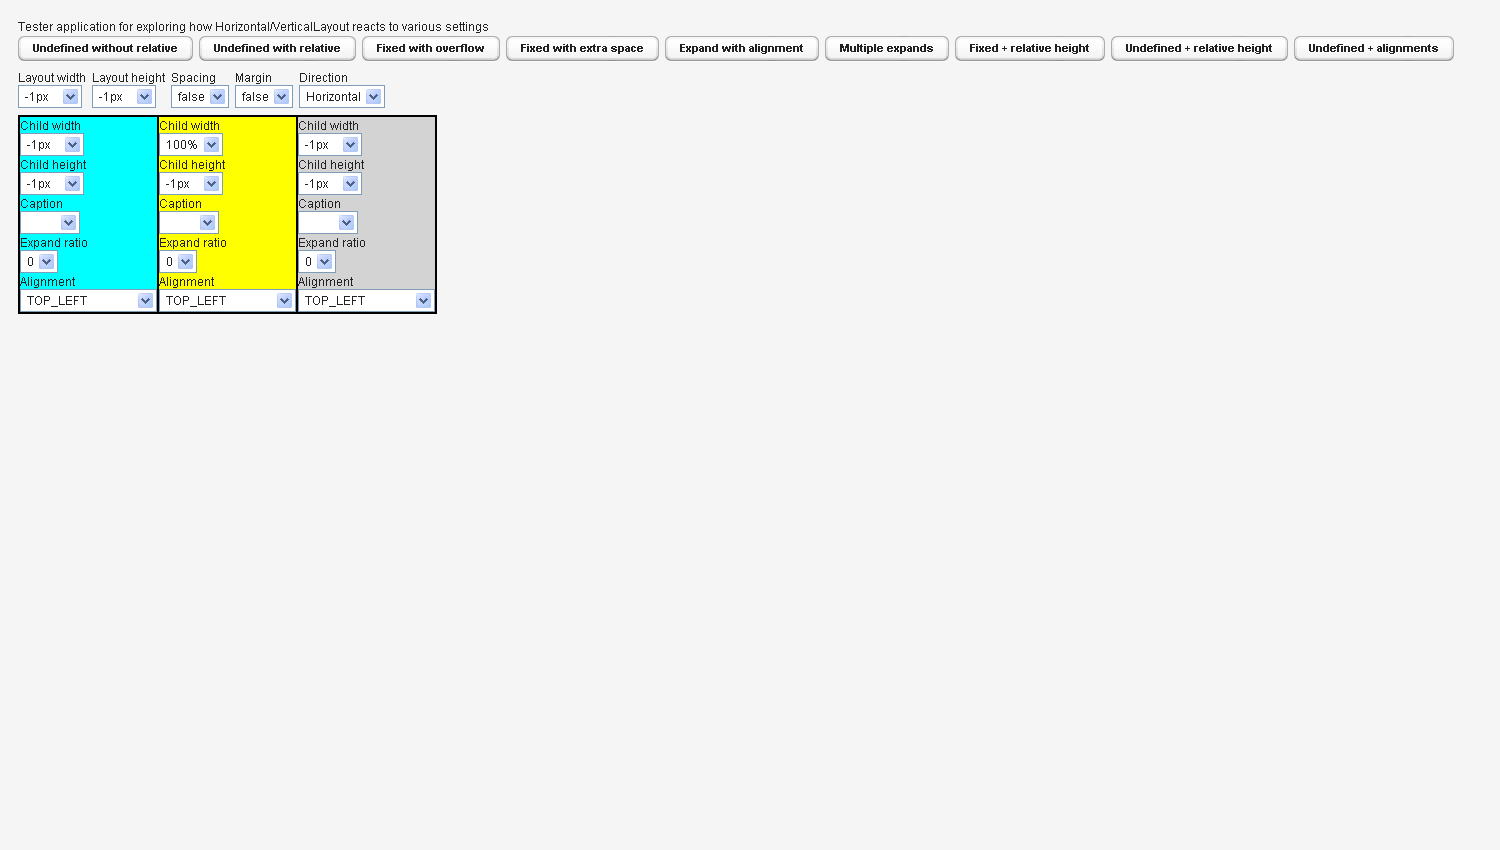 Tester application for exploring how Horizontal/VerticalLayout reacts to various settings
Undefined without relative Undefined with relative Fixed with overflow Fixed with extra space Expand with alignment Multiple expands Fixed + relative height Undefined + relative height Undefined + alignments
Layout width Layout height Spacing Margin Direction
-1px -1px false false Horizontal
Child width Child width Child width
-1px 100% -1px
Child height Child height Child height
-1px -1px -1px
Caption Caption Caption
Expand ratio Expand ratio Expand ratio
0 0 0
Alignment Alignment Alignment
TOP_LEFT TOP_LEFT TOP_LEFT